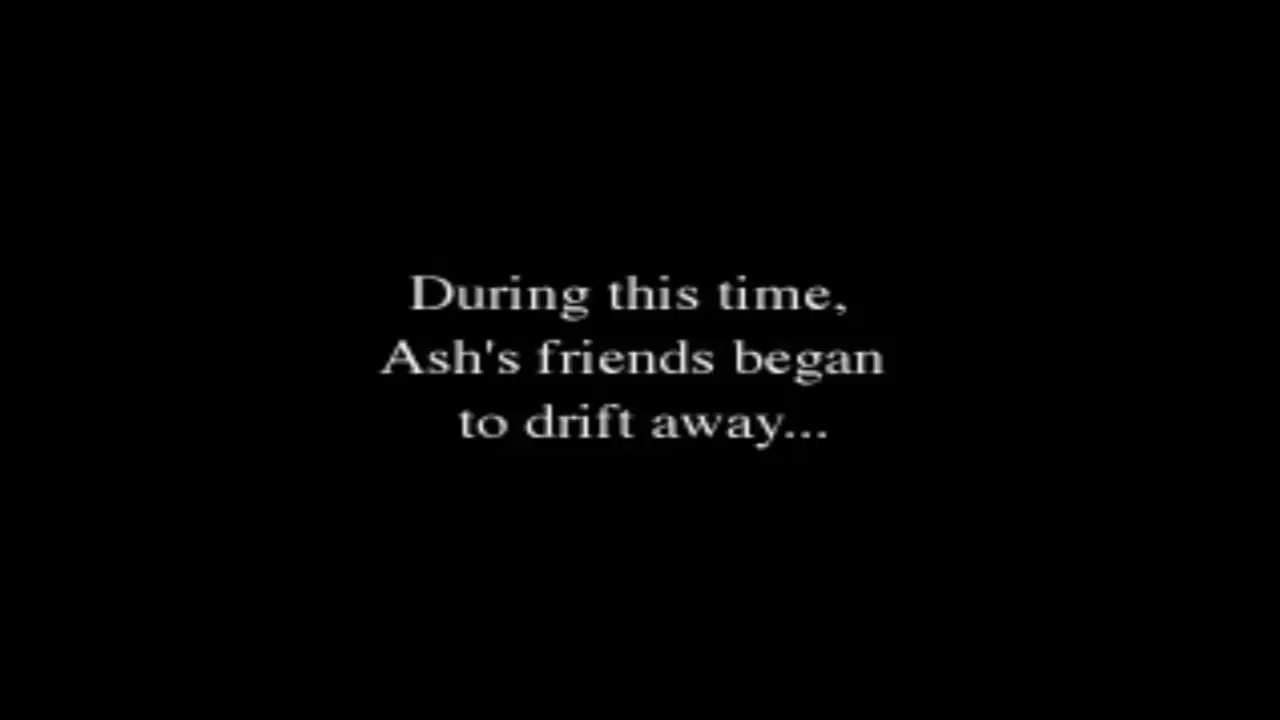 During this time,
Ash's friends began
to drift away...